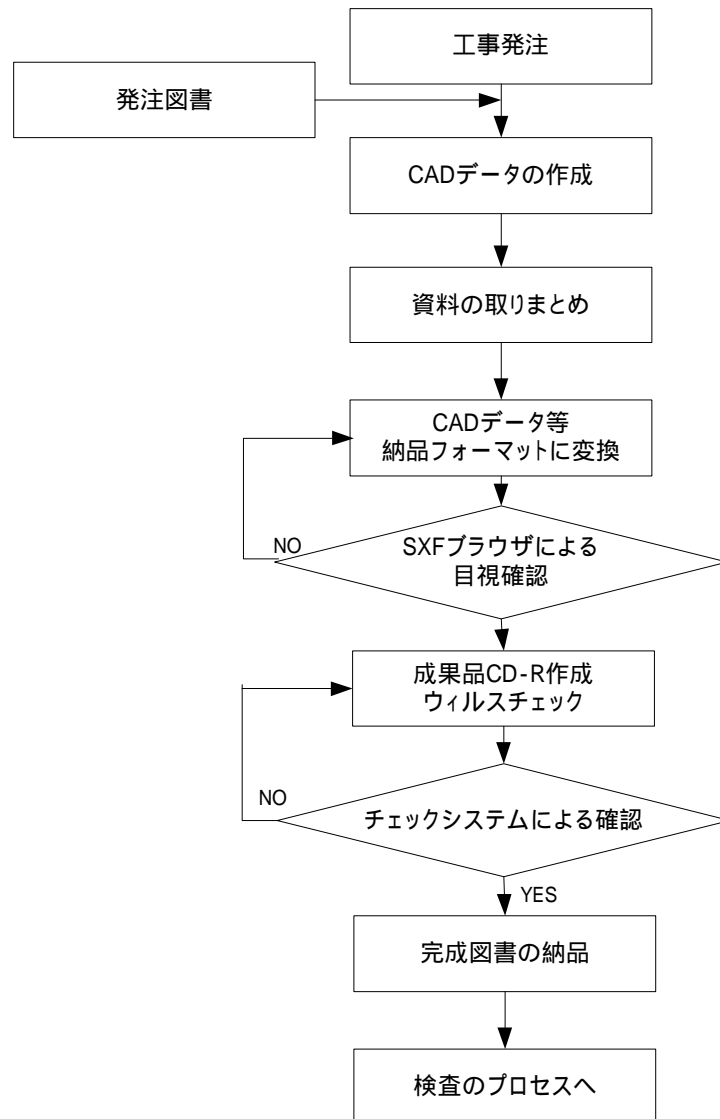 工事発注
発注図書
CADデータの作成
資料の取りまとめ
CADデータ等
納品フォーマットに変換
NO
SXFブラウザによる
目視確認
成果品CD-R作成
ウィルスチェック
NO
チェックシステムによる確認
YES
完成図書の納品
検査のプロセスへ